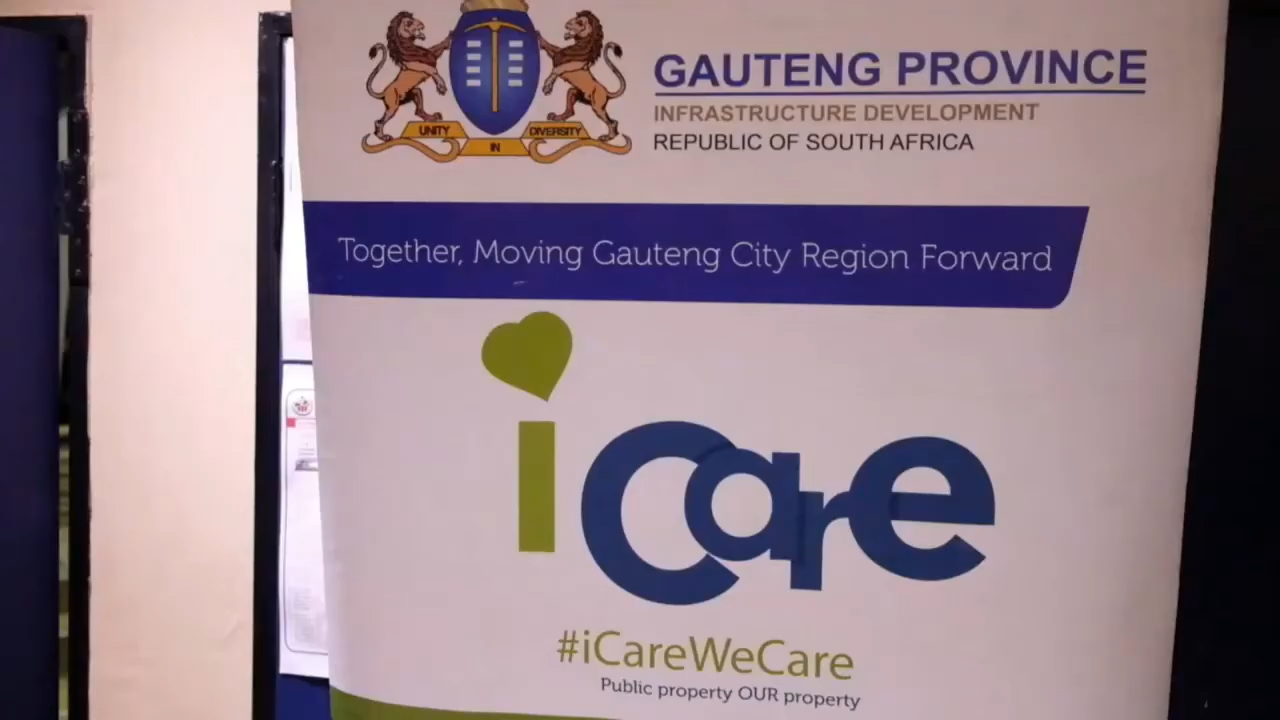 GAUTENG PROVINCE
INFRASTRUCTURE DEVELOPMENT
REPUBLIC OF SOUTH AFRICA
UNITY
IN
DIVERSITY
Together, Moving Gauteng City Region Forward
iCare
#iCareWeCare
Public property OUR property